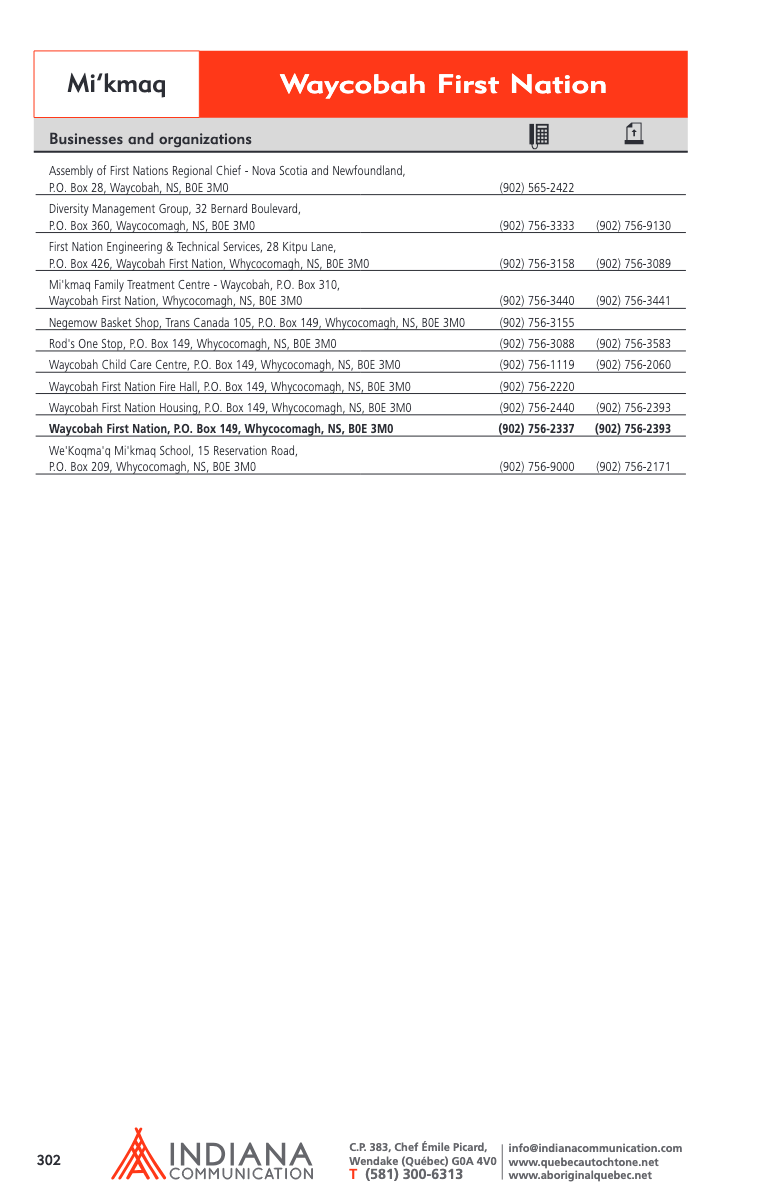 Mi'kmaq
Waycobah First Nation
Businesses and organizations
Assembly of First Nations Regional Chief - Nova Scotia and Newfoundland,
P.O. Box 28, Waycobah, NS, B0E 3M0 (902) 565-2422
Diversity Management Group, 32 Bernard Boulevard,
P.O. Box 360, Waycocomagh, NS, B0E 3M0 (902) 756-3333 (902) 756-9130
First Nation Engineering & Technical Services, 28 Kitpu Lane,
P.O. Box 426, Waycobah First Nation, Whycocomagh, NS, B0E 3M0 (902) 756-3158 (902) 756-3089
Mi'kmaq Family Treatment Centre - Waycobah, P.O. Box 310,
Waycobah First Nation, Whycocomagh, NS, B0E 3M0 (902) 756-3440 (902) 756-3441
Negemow Basket Shop, Trans Canada 105, P.O. Box 149, Whycocomagh, NS, B0E 3M0 (902) 756-3155
Rod's One Stop, P.O. Box 149, Whycocomagh, NS, B0E 3M0 (902) 756-3088 (902) 756-3583
Waycobah Child Care Centre, P.O. Box 149, Whycocomagh, NS, B0E 3M0 (902) 756-1119 (902) 756-2060
Waycobah First Nation Fire Hall, P.O. Box 149, Whycocomagh, NS, B0E 3M0 (902) 756-2220
Waycobah First Nation Housing, P.O. Box 149, Whycocomagh, NS, B0E 3M0 (902) 756-2440 (902) 756-2393
Waycobah First Nation, P.O. Box 149, Whycocomagh, NS, B0E 3M0 (902) 756-2337 (902) 756-2393
We'Koqma'q Mi'kmaq School, 15 Reservation Road,
P.O. Box 209, Whycocomagh, NS, B0E 3M0 (902) 756-9000 (902) 756-2171
302
INDIANA
COMMUNICATION
C.P. 383, Chef Émile Picard,
Wendake (Québec) G0A 4V0
T (581) 300-6313
info@indianacommunication.com
www.quebecautochtone.net
www.aboriginalquebec.net